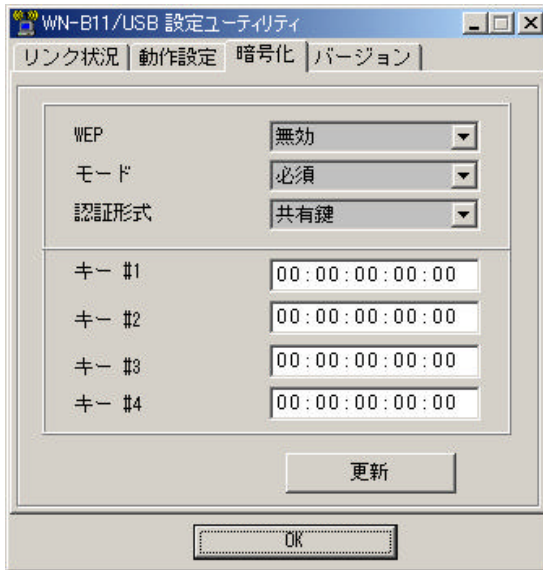 WN-B11/USB 設定ユーティリティ
リンク状況 動作設定 暗号化 バージョン
WEP 無効
モード 必須
認証形式 共有鍵
キー #1 00:00:00:00:00
キー #2 00:00:00:00:00
キー #3 00:00:00:00:00
キー #4 00:00:00:00:00
更新
OK